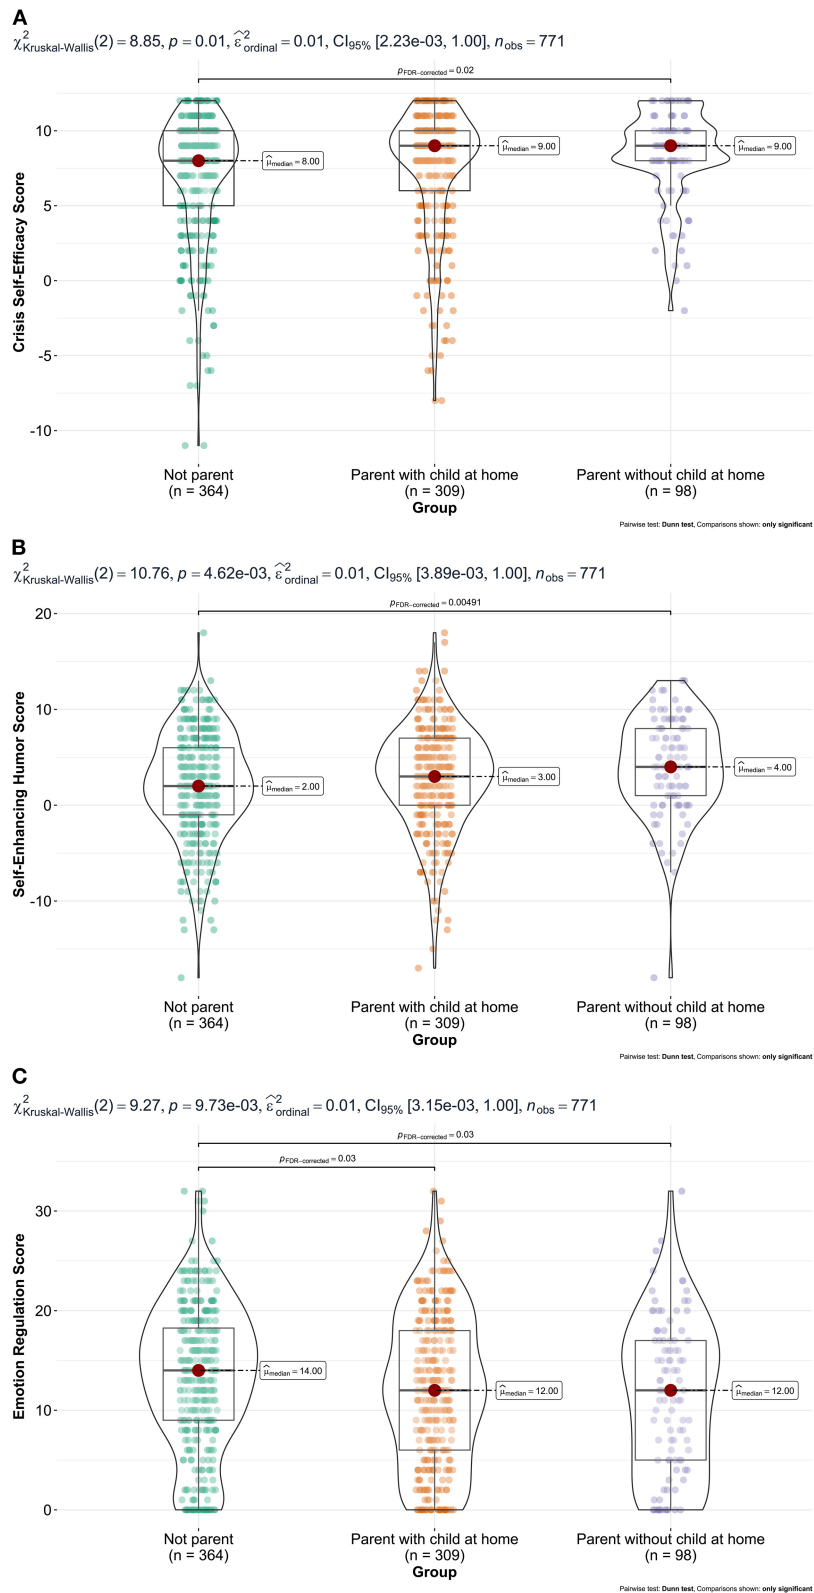 A
χ²Kruskal-Wallis(2) = 8.85, p = 0.01, ε̂²ordinal = 0.01, CI95% [2.23e-03, 1.00], nobs = 771
pFDR-corrected = 0.02
10
5
0
-5
-10
Crisis Self-Efficacy Score
μ̂median = 8.00
μ̂median = 9.00
μ̂median = 9.00
Not parent
(n = 364)
Parent with child at home
(n = 309)
Parent without child at home
(n = 98)
Group
Pairwise test: Dunn test, Comparisons shown: only significant
B
χ²Kruskal-Wallis(2) = 10.76, p = 4.62e-03, ε̂²ordinal = 0.01, CI95% [3.89e-03, 1.00], nobs = 771
pFDR-corrected = 0.00491
20
10
0
-10
Self-Enhancing Humor Score
μ̂median = 2.00
μ̂median = 3.00
μ̂median = 4.00
Not parent
(n = 364)
Parent with child at home
(n = 309)
Parent without child at home
(n = 98)
Group
Pairwise test: Dunn test, Comparisons shown: only significant
C
χ²Kruskal-Wallis(2) = 9.27, p = 9.73e-03, ε̂²ordinal = 0.01, CI95% [3.15e-03, 1.00], nobs = 771
pFDR-corrected = 0.03
pFDR-corrected = 0.03
30
20
10
0
Emotion Regulation Score
μ̂median = 14.00
μ̂median = 12.00
μ̂median = 12.00
Not parent
(n = 364)
Parent with child at home
(n = 309)
Parent without child at home
(n = 98)
Group
Pairwise test: Dunn test, Comparisons shown: only significant